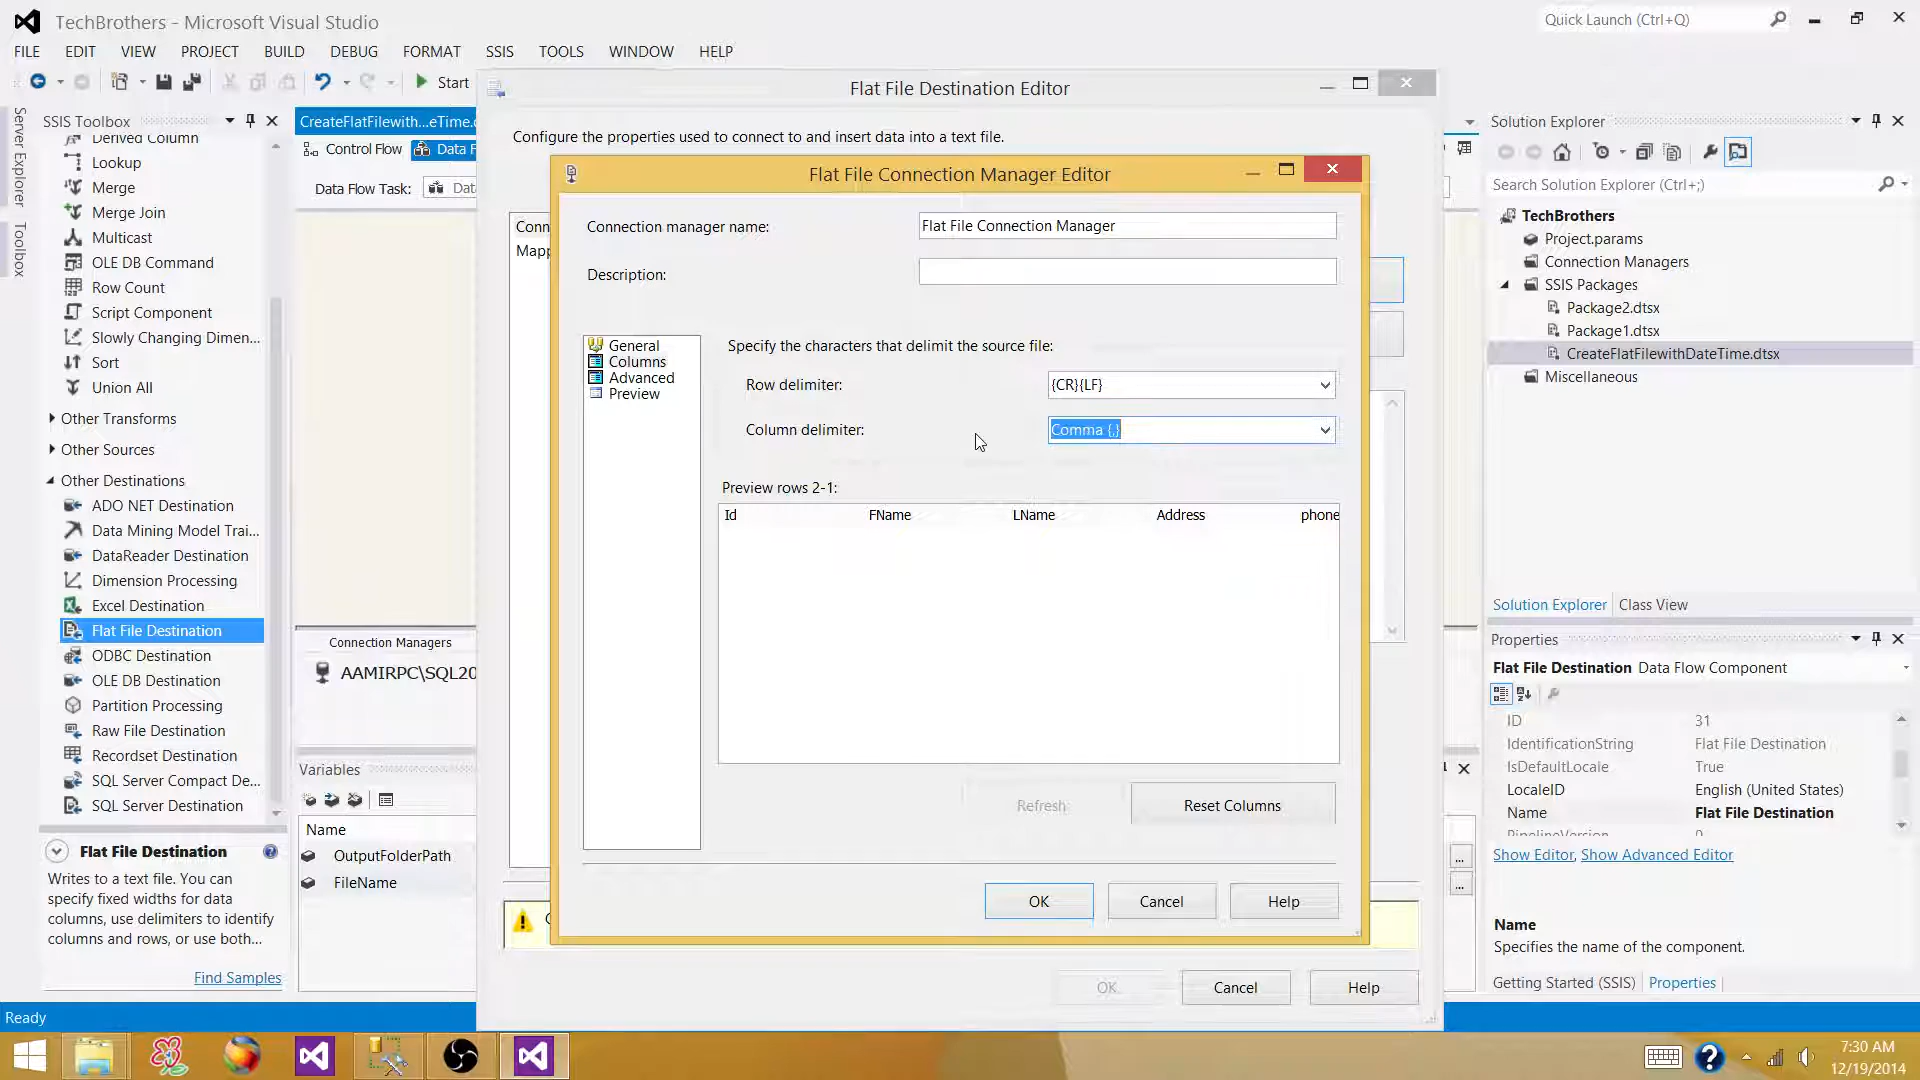 TechBrothers - Microsoft Visual Studio
Quick Launch (Ctrl+Q)
FILE EDIT VIEW PROJECT BUILD DEBUG FORMAT SSIS TOOLS WINDOW HELP
Start
Server Explorer
Toolbox
SSIS Toolbox
Derived Column
Lookup
Merge
Merge Join
Multicast
OLE DB Command
Row Count
Script Component
Slowly Changing Dimen...
Sort
Union All
Other Transforms
Other Sources
Other Destinations
ADO NET Destination
Data Mining Model Trai...
DataReader Destination
Dimension Processing
Excel Destination
Flat File Destination
ODBC Destination
OLE DB Destination
Partition Processing
Raw File Destination
Recordset Destination
SQL Server Compact De...
SQL Server Destination
Flat File Destination
Writes to a text file. You can
specify fixed widths for data
columns, use delimiters to identify
columns and rows, or use both...
Find Samples
CreateFlatFilewith...eTime.
Control Flow
Data F
Data Flow Task:
Dat
Connection Managers
AAMIRPC\SQL20
Variables
Name
OutputFolderPath
FileName
Flat File Destination Editor
Configure the properties used to connect to and insert data into a text file.
Conn
Mapp
OK
Cancel
Help
Flat File Connection Manager Editor
Connection manager name:
Flat File Connection Manager
Description:
General
Columns
Advanced
Preview
Specify the characters that delimit the source file:
Row delimiter:
{CR}{LF}
Column delimiter:
Comma {,}
Preview rows 2-1:
Id FName LName Address phone
Refresh
Reset Columns
OK
Cancel
Help
Solution Explorer
Search Solution Explorer (Ctrl+;)
TechBrothers
Project.params
Connection Managers
SSIS Packages
Package2.dtsx
Package1.dtsx
CreateFlatFilewithDateTime.dtsx
Miscellaneous
Solution Explorer Class View
Properties
Flat File Destination Data Flow Component
ID 31
IdentificationString Flat File Destination
IsDefaultLocale True
LocaleID English (United States)
Name Flat File Destination
PipelineVersion 0
Show Editor, Show Advanced Editor
Name
Specifies the name of the component.
Getting Started (SSIS) Properties
Ready
7:30 AM
12/19/2014